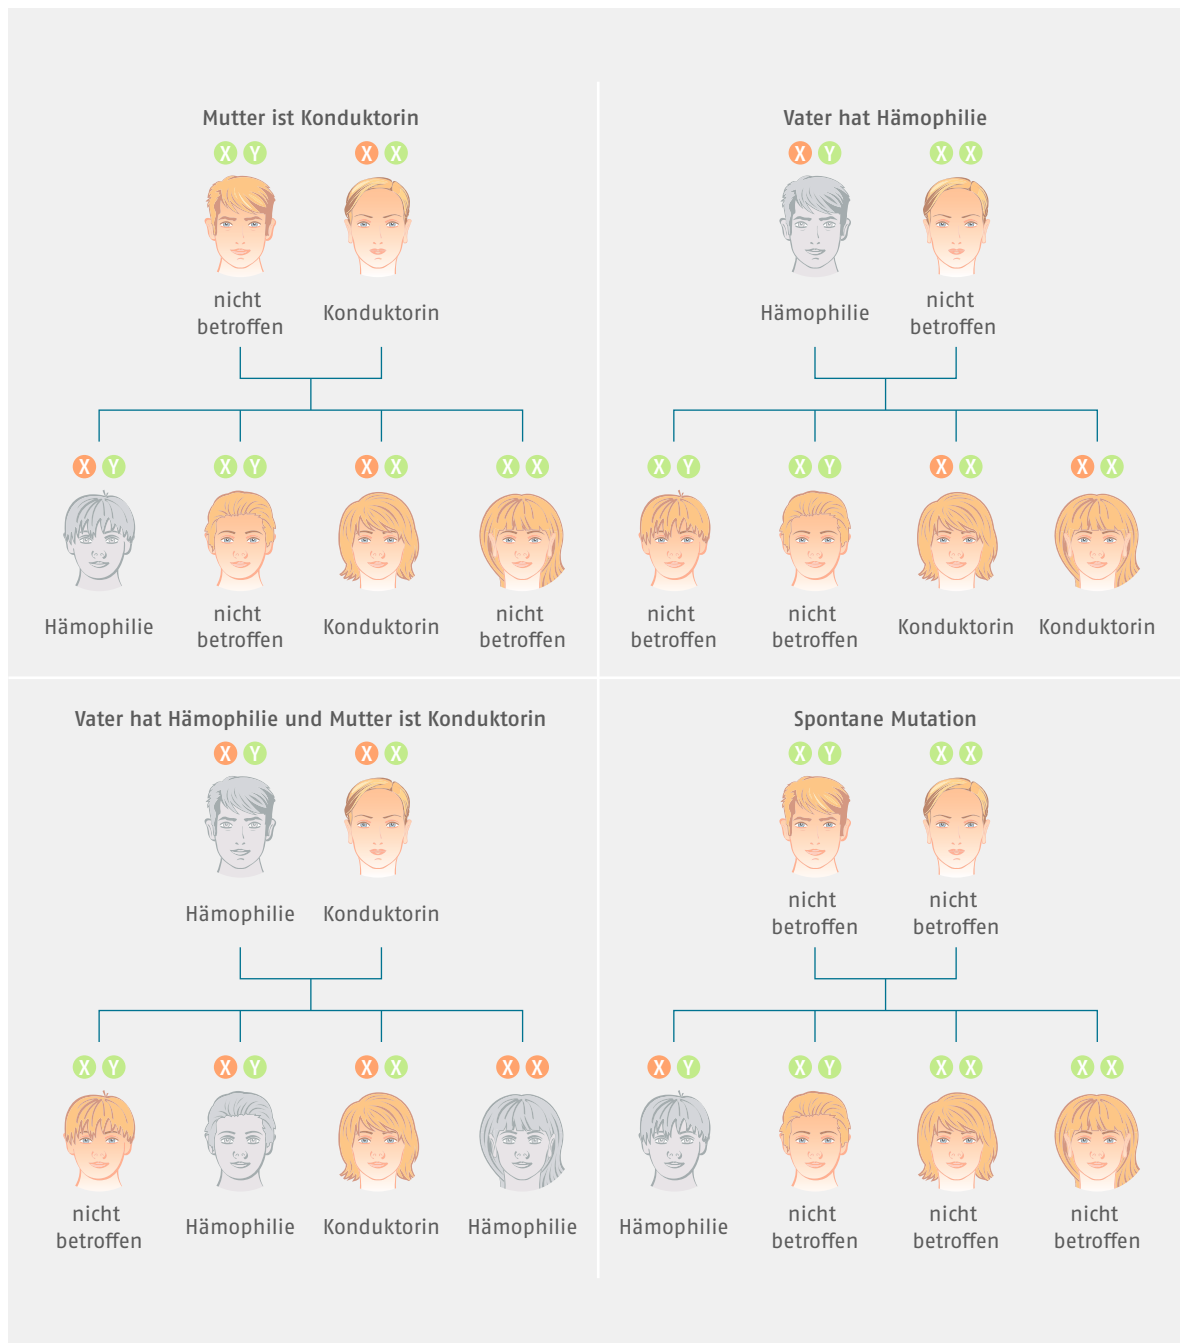 Mutter ist Konduktorin
X Y X X
nicht
betroffen
Konduktorin
X Y X Y X X X X
Hämophilie
nicht
betroffen
Konduktorin
nicht
betroffen
Vater hat Hämophilie
X Y X X
Hämophilie
nicht
betroffen
X Y X Y X X X X
nicht
betroffen
nicht
betroffen
Konduktorin
Konduktorin
Vater hat Hämophilie und Mutter ist Konduktorin
X Y X X
Hämophilie
Konduktorin
X Y X Y X X X X
nicht
betroffen
Hämophilie
Konduktorin
Hämophilie
Spontane Mutation
X Y X X
nicht
betroffen
nicht
betroffen
X Y X Y X X X X
Hämophilie
nicht
betroffen
nicht
betroffen
nicht
betroffen